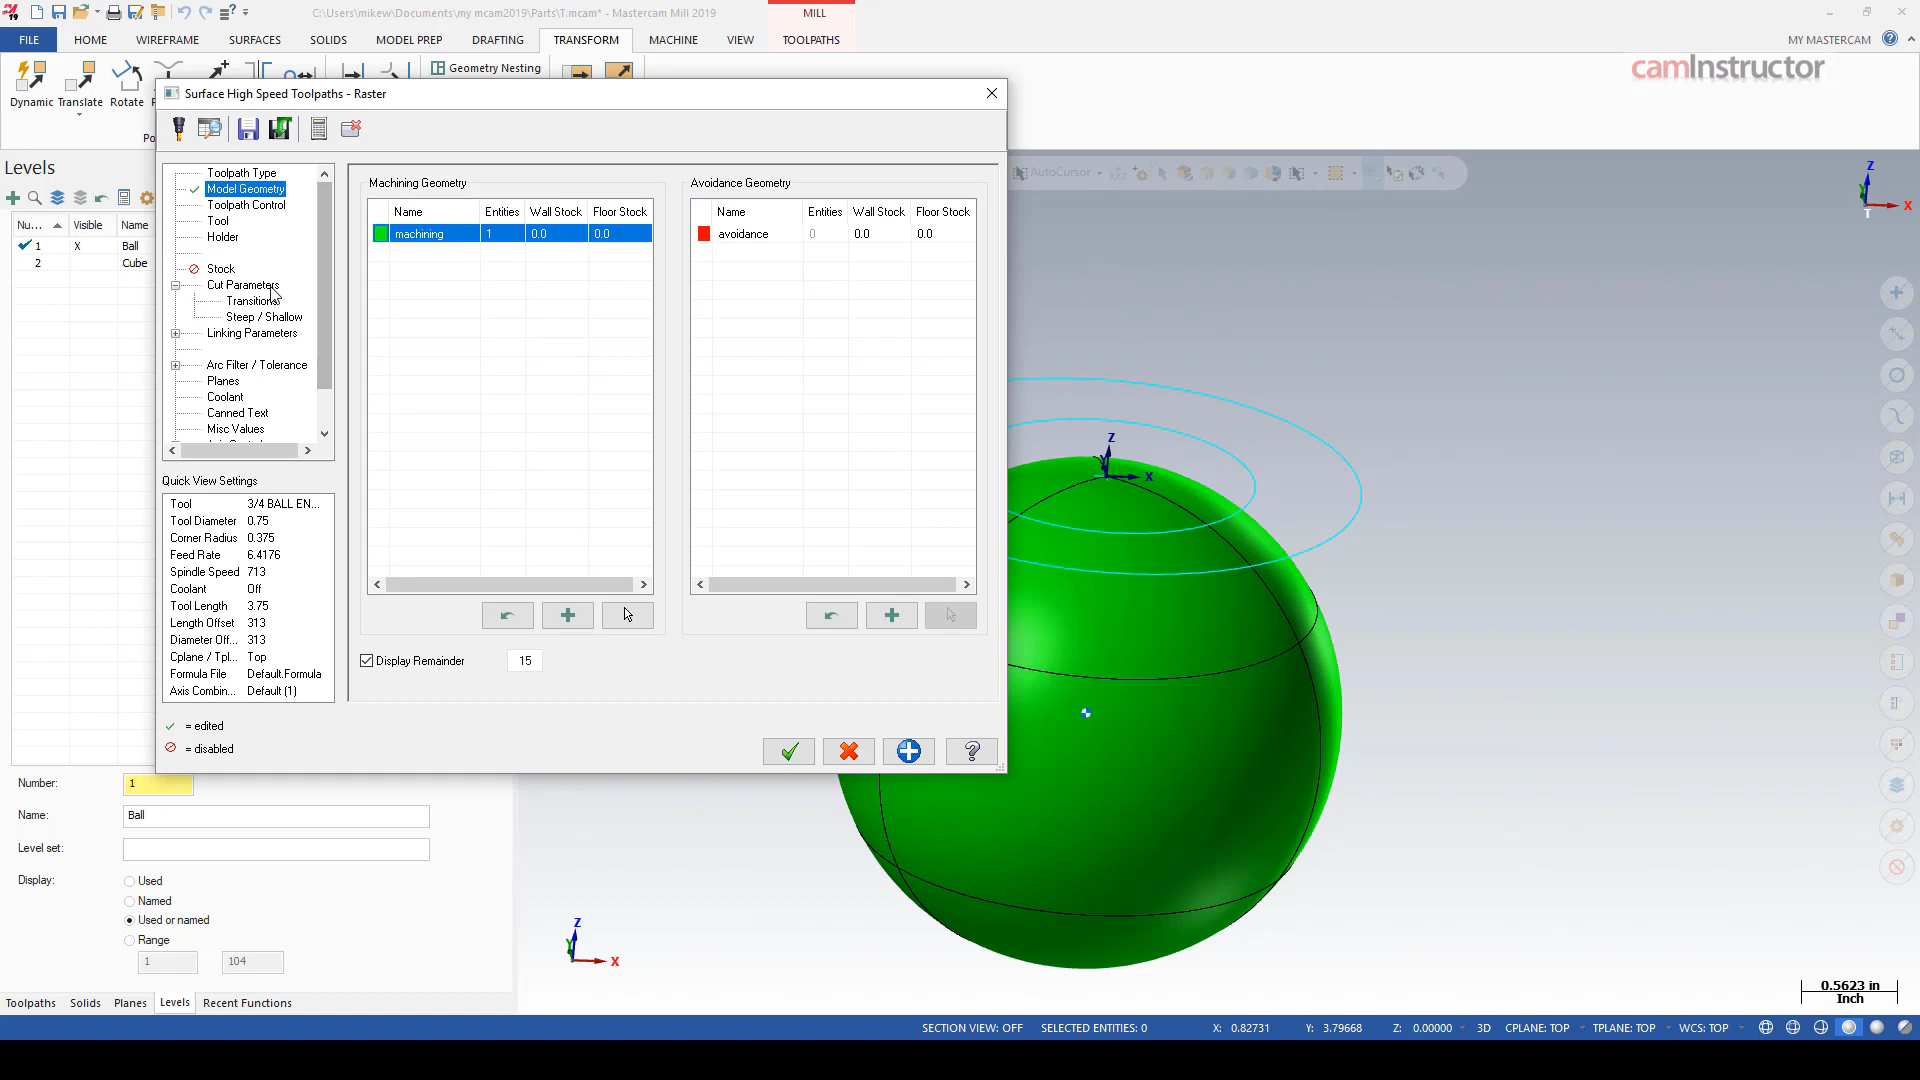 C:\Users\mikew\Documents\my mcam2019\Parts\T.mcam* - Mastercam Mill 2019
MILL
FILE HOME WIREFRAME SURFACES SOLIDS MODEL PREP DRAFTING TRANSFORM MACHINE VIEW TOOLPATHS MY MASTERCAM
Geometry Nesting
Dynamic Translate Rotate
camInstructor
Surface High Speed Toolpaths - Raster
Levels
Nu... Visible Name
1 X Ball
2 Cube
Toolpath Type
Model Geometry
Toolpath Control
Tool
Holder
Stock
Cut Parameters
Transitions
Steep / Shallow
Linking Parameters
Arc Filter / Tolerance
Planes
Coolant
Canned Text
Misc Values
Quick View Settings
Tool 3/4 BALL EN...
Tool Diameter 0.75
Corner Radius 0.375
Feed Rate 6.4176
Spindle Speed 713
Coolant Off
Tool Length 3.75
Length Offset 313
Diameter Off... 313
Cplane / Tpl... Top
Formula File Default.Formula
Axis Combin... Default (1)
= edited
= disabled
Machining Geometry
Name Entities Wall Stock Floor Stock
machining 1 0.0 0.0
Display Remainder 15
Avoidance Geometry
Name Entities Wall Stock Floor Stock
avoidance 0 0.0 0.0
AutoCursor
Z
X
T
Z
Y
X
Z
Y
X
Number: 1
Name: Ball
Level set:
Display: Used
Named
Used or named
Range
1 104
Toolpaths Solids Planes Levels Recent Functions
0.5623 in
Inch
SECTION VIEW: OFF SELECTED ENTITIES: 0 X: 0.82731 Y: 3.79668 Z: 0.00000 3D CPLANE: TOP TPLANE: TOP WCS: TOP